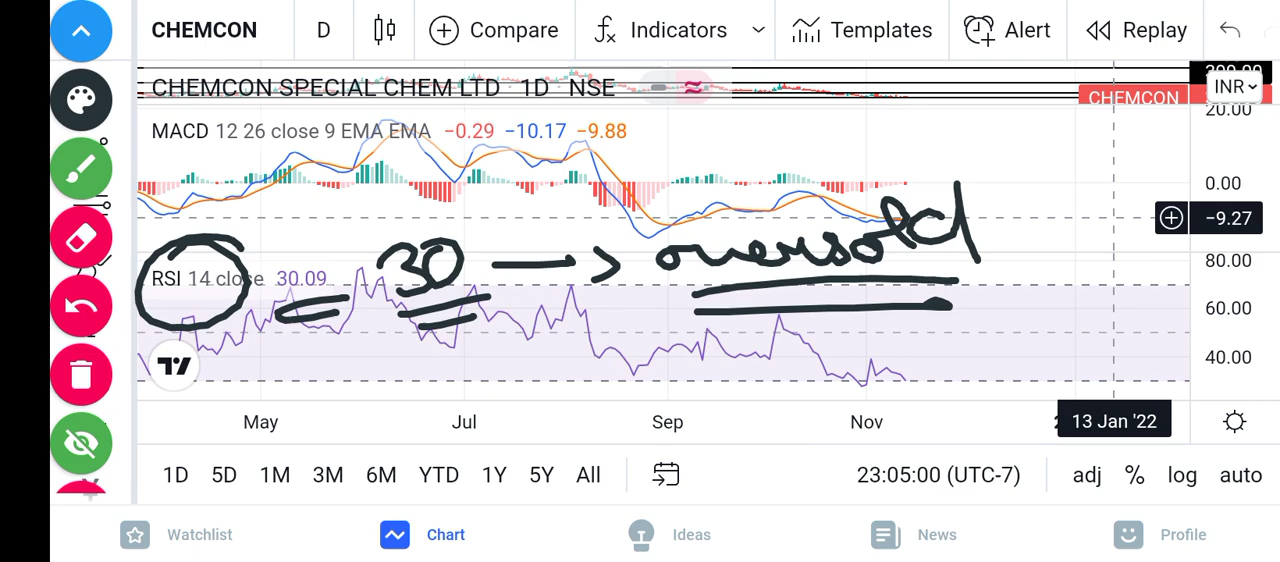 CHEMCON D Compare Indicators Templates Alert Replay
CHEMCON SPECIAL CHEM LTD 1D NSE
INR
CHEMCON
20.00
MACD 12 26 close 9 EMA EMA −0.29 −10.17 −9.88
0.00
−9.27
30 → oversold
80.00
RSI 14 close 30.09
60.00
40.00
May Jul Sep Nov 13 Jan '22
1D 5D 1M 3M 6M YTD 1Y 5Y All 23:05:00 (UTC-7) adj % log auto
Watchlist Chart Ideas News Profile